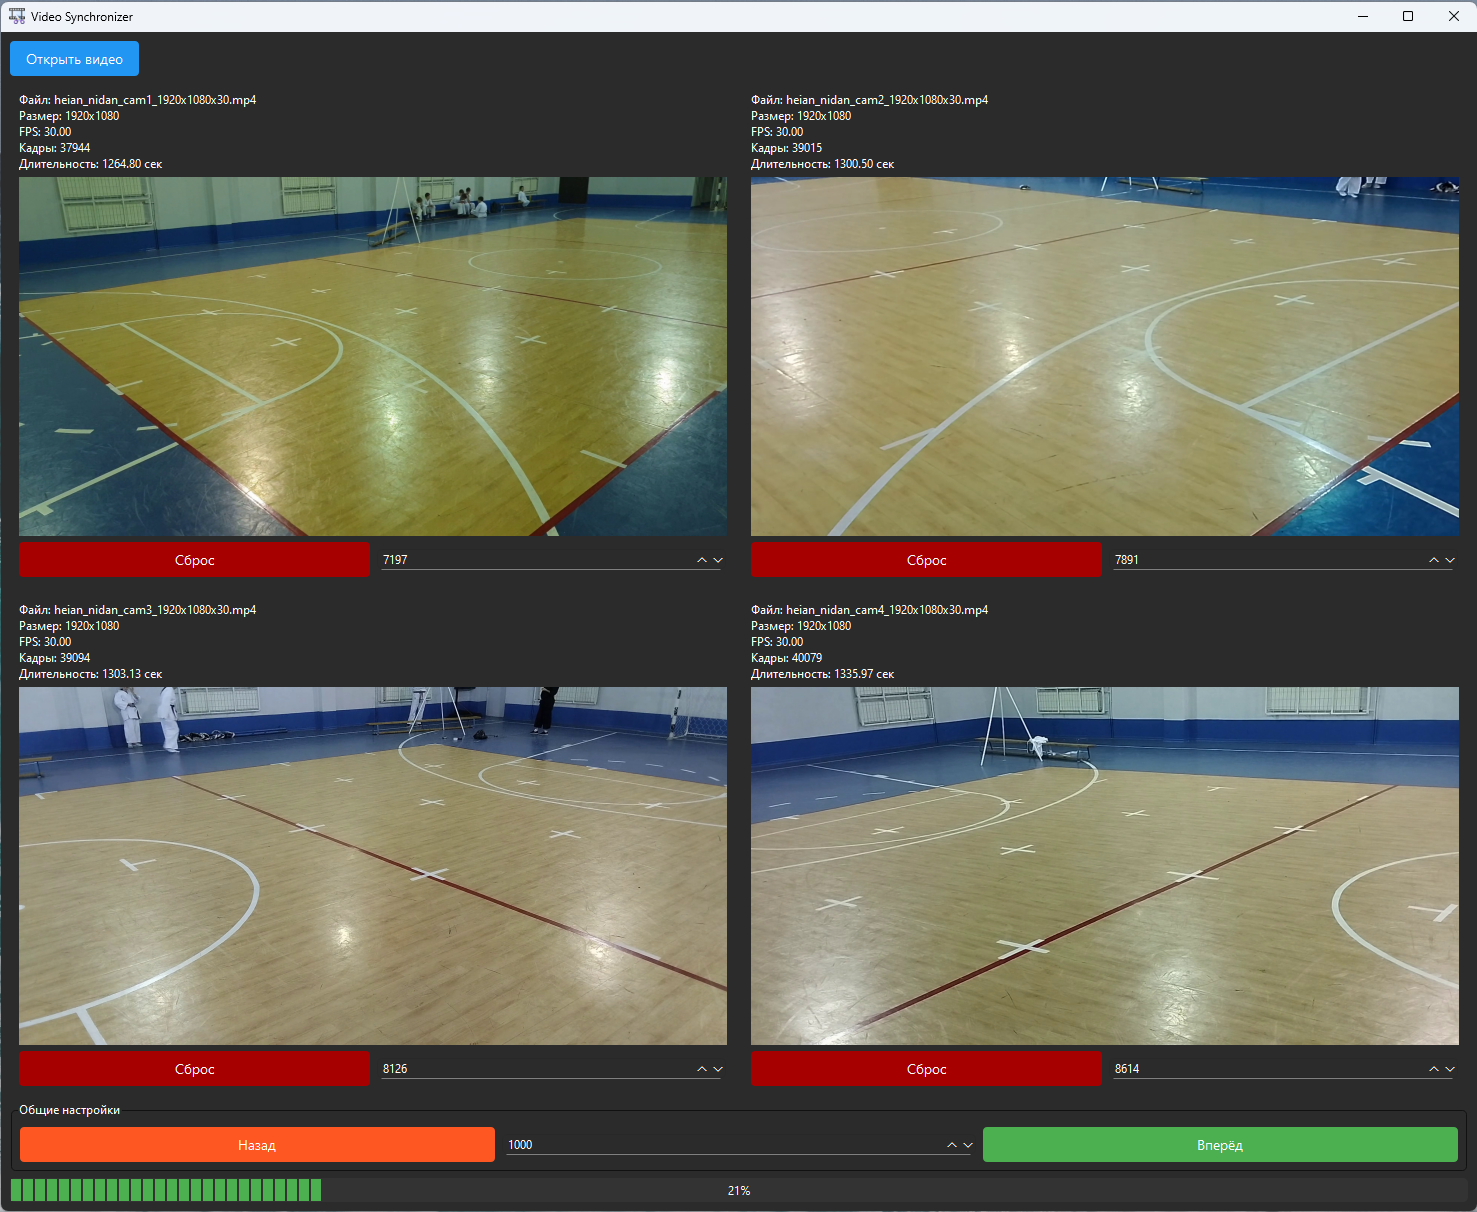 Video Synchronizer
Открыть видео
Файл: heian_nidan_cam1_1920x1080x30.mp4
Размер: 1920x1080
FPS: 30.00
Кадры: 37944
Длительность: 1264.80 сек
Сброс
7197
Файл: heian_nidan_cam2_1920x1080x30.mp4
Размер: 1920x1080
FPS: 30.00
Кадры: 39015
Длительность: 1300.50 сек
Сброс
7891
Файл: heian_nidan_cam3_1920x1080x30.mp4
Размер: 1920x1080
FPS: 30.00
Кадры: 39094
Длительность: 1303.13 сек
Сброс
8126
Файл: heian_nidan_cam4_1920x1080x30.mp4
Размер: 1920x1080
FPS: 30.00
Кадры: 40079
Длительность: 1335.97 сек
Сброс
8614
Общие настройки
Назад
1000
Вперёд
21%